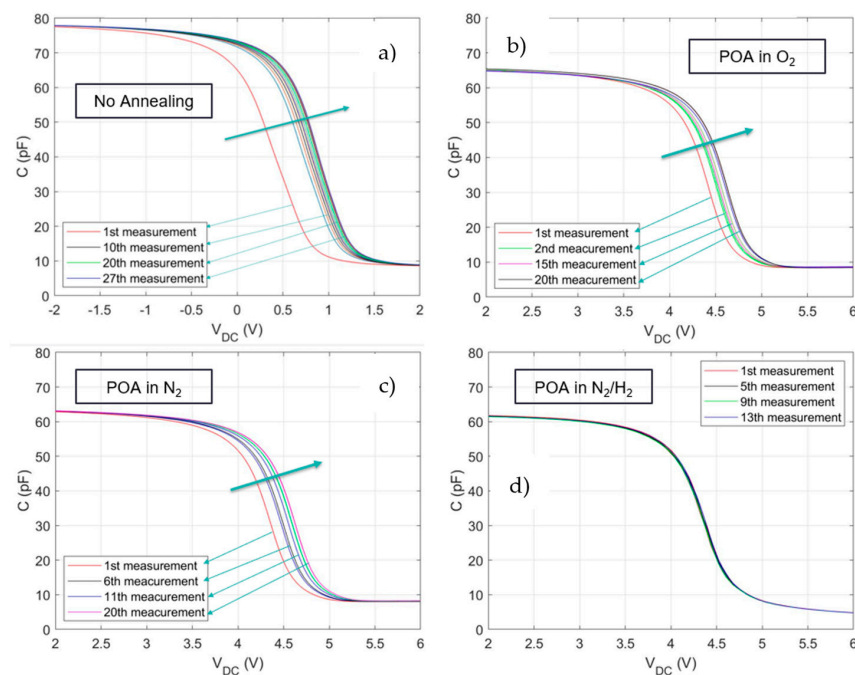 80
70
60
50
40
30
20
10
0
C (pF)
a)
No Annealing
1st measurement
10th measurement
20th measurement
27th measurement
-2 -1.5 -1 -0.5 0 0.5 1 1.5 2
V_DC (V)
80
70
60
50
40
30
20
10
0
C (pF)
b)
POA in O₂
1st measurement
2nd meacurement
15th measurement
20th measurement
2 2.5 3 3.5 4 4.5 5 5.5 6
V_DC (V)
80
70
60
50
40
30
20
10
0
C (pF)
POA in N₂
c)
1st measurement
6th meacurement
11th meacurement
20th measurement
2 2.5 3 3.5 4 4.5 5 5.5 6
V_DC (V)
80
70
60
50
40
30
20
10
0
C (pF)
POA in N₂/H₂
1st measurement
5th measurement
9th measurement
13th measurement
d)
2 2.5 3 3.5 4 4.5 5 5.5 6
V_DC (V)